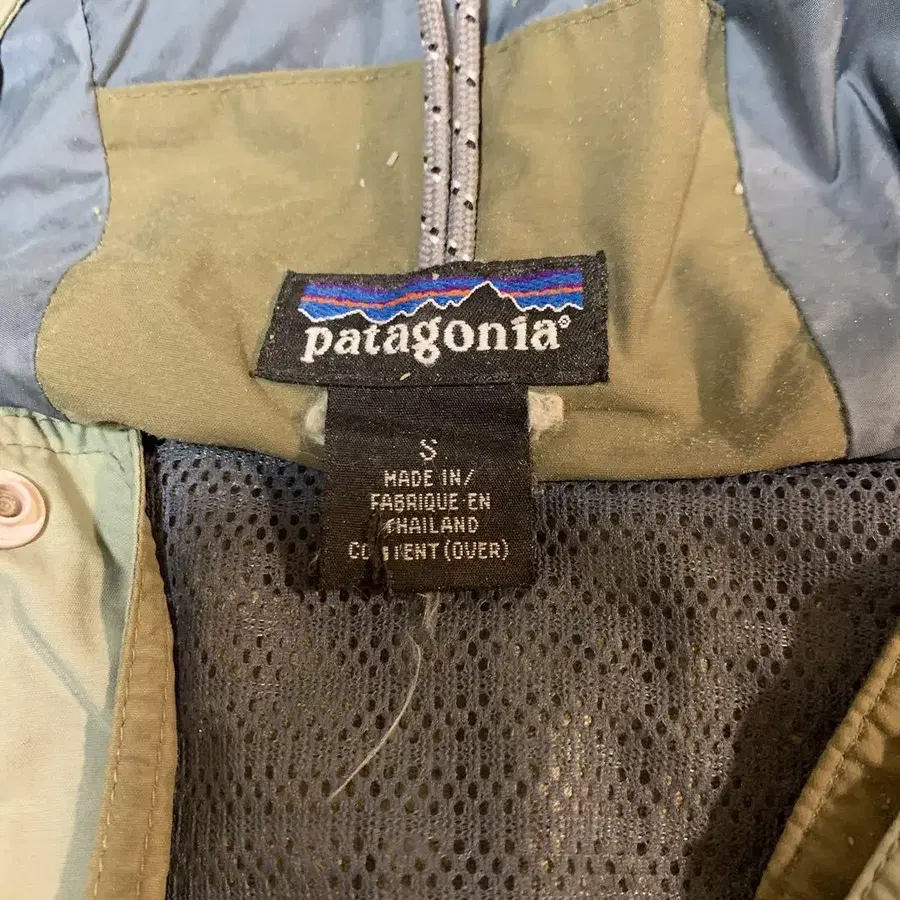 patagonia®
S
MADE IN/
FABRIQUE EN
THAILAND
CONTENT (OVER)